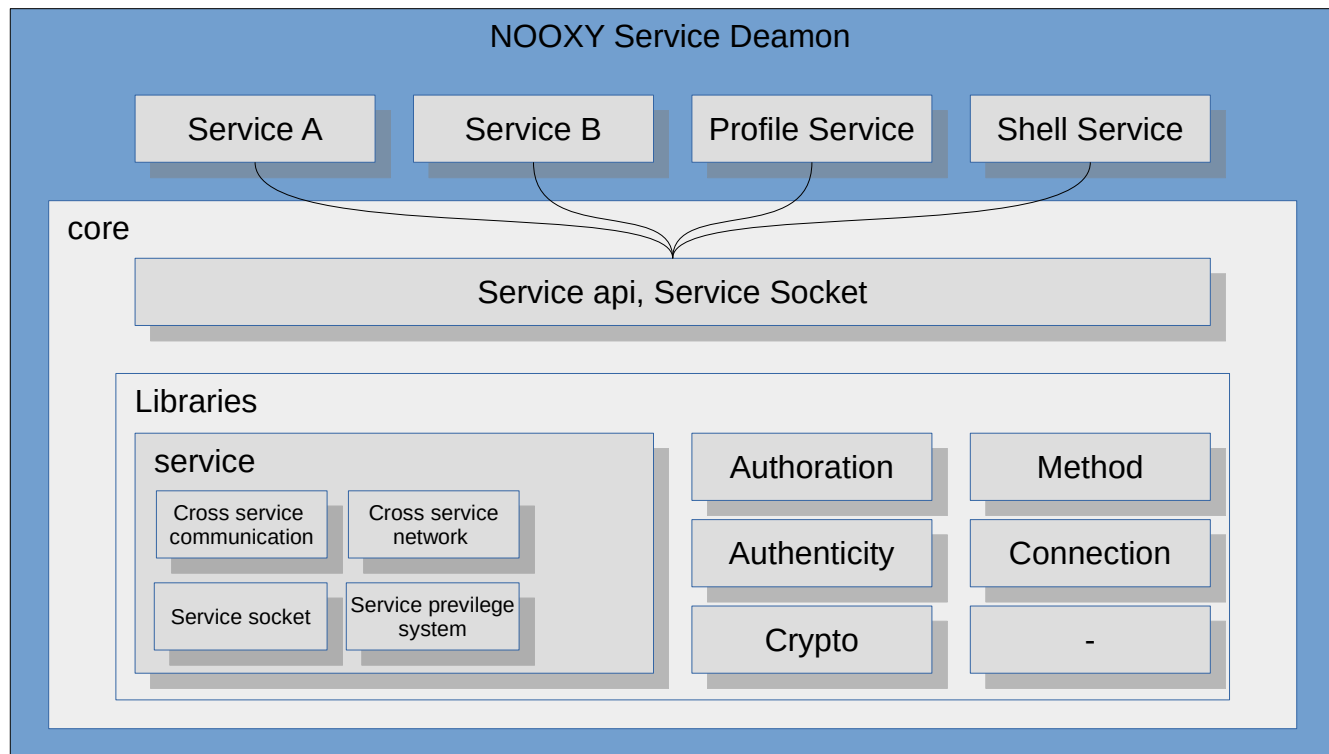 NOOXY Service Deamon
Service A
Service B
Profile Service
Shell Service
core
Service api, Service Socket
Libraries
service
Cross service
communication
Cross service
network
Service socket
Service previlege
system
Authoration
Method
Authenticity
Connection
Crypto
-